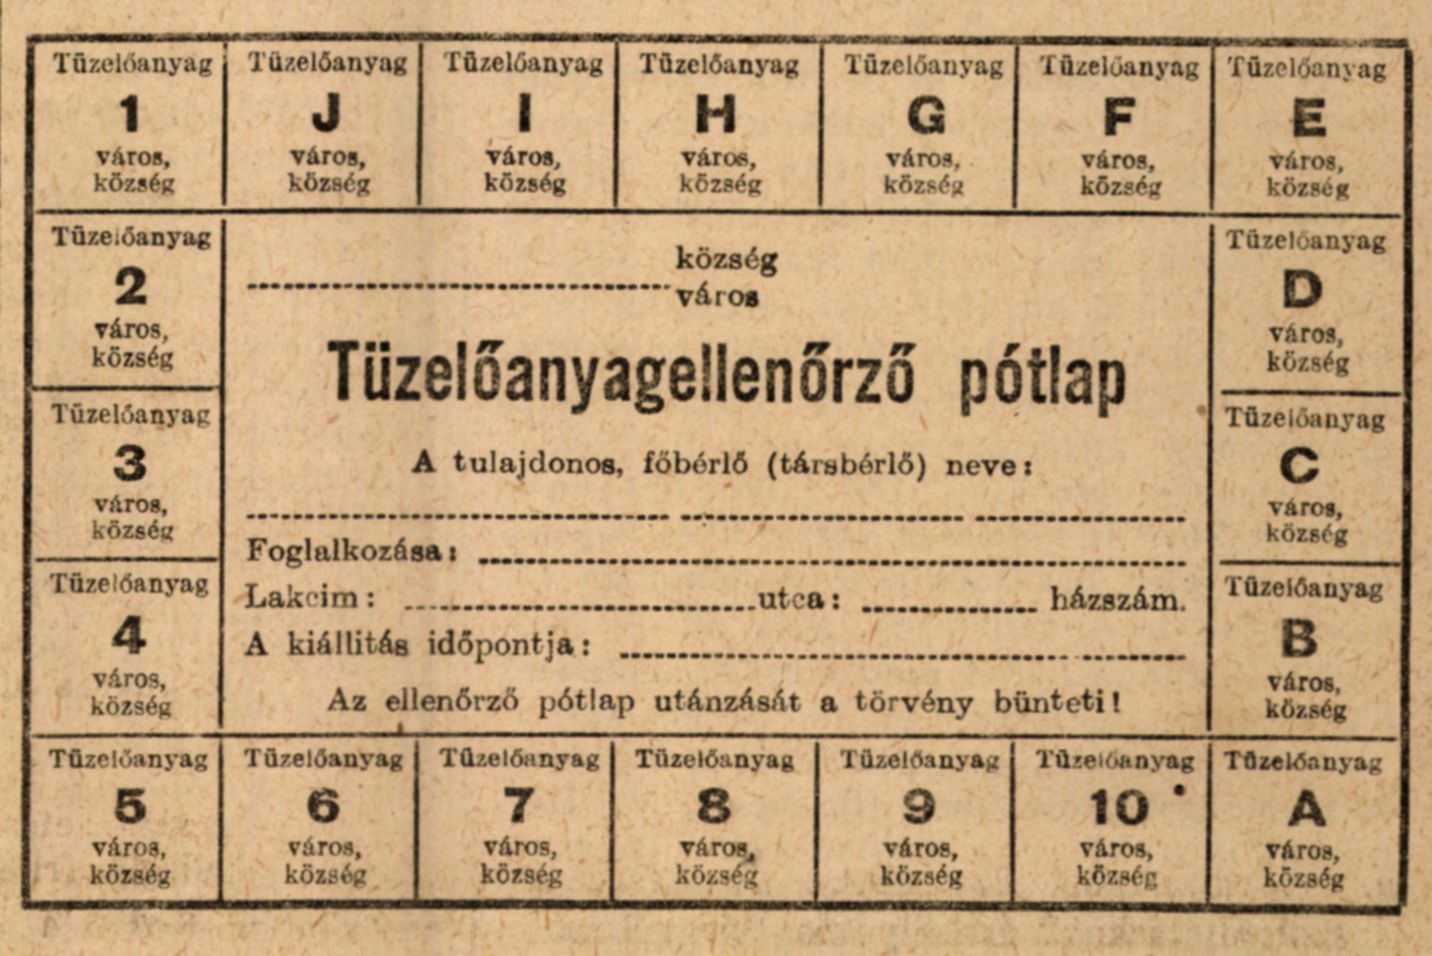 Tüzelőanyag
1
város,
község
Tüzelőanyag
J
város,
község
Tüzelőanyag
I
város,
község
Tüzelőanyag
H
város,
község
Tüzelőanyag
G
város,
község
Tüzelőanyag
F
város,
község
Tüzelőanyag
E
város,
község
Tüzelőanyag
2
város,
község
Tüzelőanyag
3
város,
község
Tüzelőanyag
4
város,
község
község
város
Tüzelőanyagellenőrző pótlap
A tulajdonos, főbérlő (társbérlő) neve:
Foglalkozása:
Lakcim: utca: házszám.
A kiállitás időpontja:
Az ellenőrző pótlap utánzását a törvény bünteti!
Tüzelőanyag
D
város,
község
Tüzelőanyag
C
város,
község
Tüzelőanyag
B
város,
község
Tüzelőanyag
5
város,
község
Tüzelőanyag
6
város,
község
Tüzelőanyag
7
város,
község
Tüzelőanyag
8
város,
község
Tüzelőanyag
9
város,
község
Tüzelőanyag
10
város,
község
Tüzelőanyag
A
város,
község